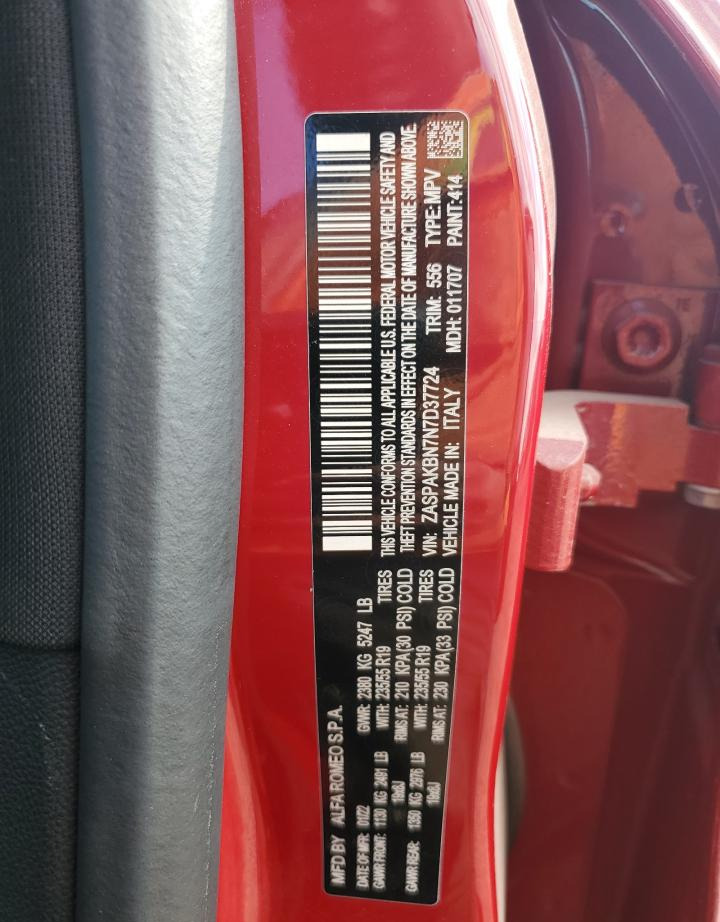 MFD BY ALFA ROMEO S.P.A.
DATE OF MFR: 01/22 GVWR: 2380 KG 5247 LB
GAWR FRONT: 1130 KG 2491 LB WITH: 235/55 R19 TIRES
19x8J RIMS AT: 210 KPA(30 PSI) COLD
GAWR REAR: 1350 KG 2976 LB WITH: 235/55 R19 TIRES
19x8J RIMS AT: 230 KPA(33 PSI) COLD
THIS VEHICLE CONFORMS TO ALL APPLICABLE U.S. FEDERAL MOTOR VEHICLE SAFETY AND
THEFT PREVENTION STANDARDS IN EFFECT ON THE DATE OF MANUFACTURE SHOWN ABOVE.
VIN: ZASPAKBN7N7D37724 TRIM: 556 TYPE: MPV
VEHICLE MADE IN: ITALY MDH: 011707 PAINT: 414